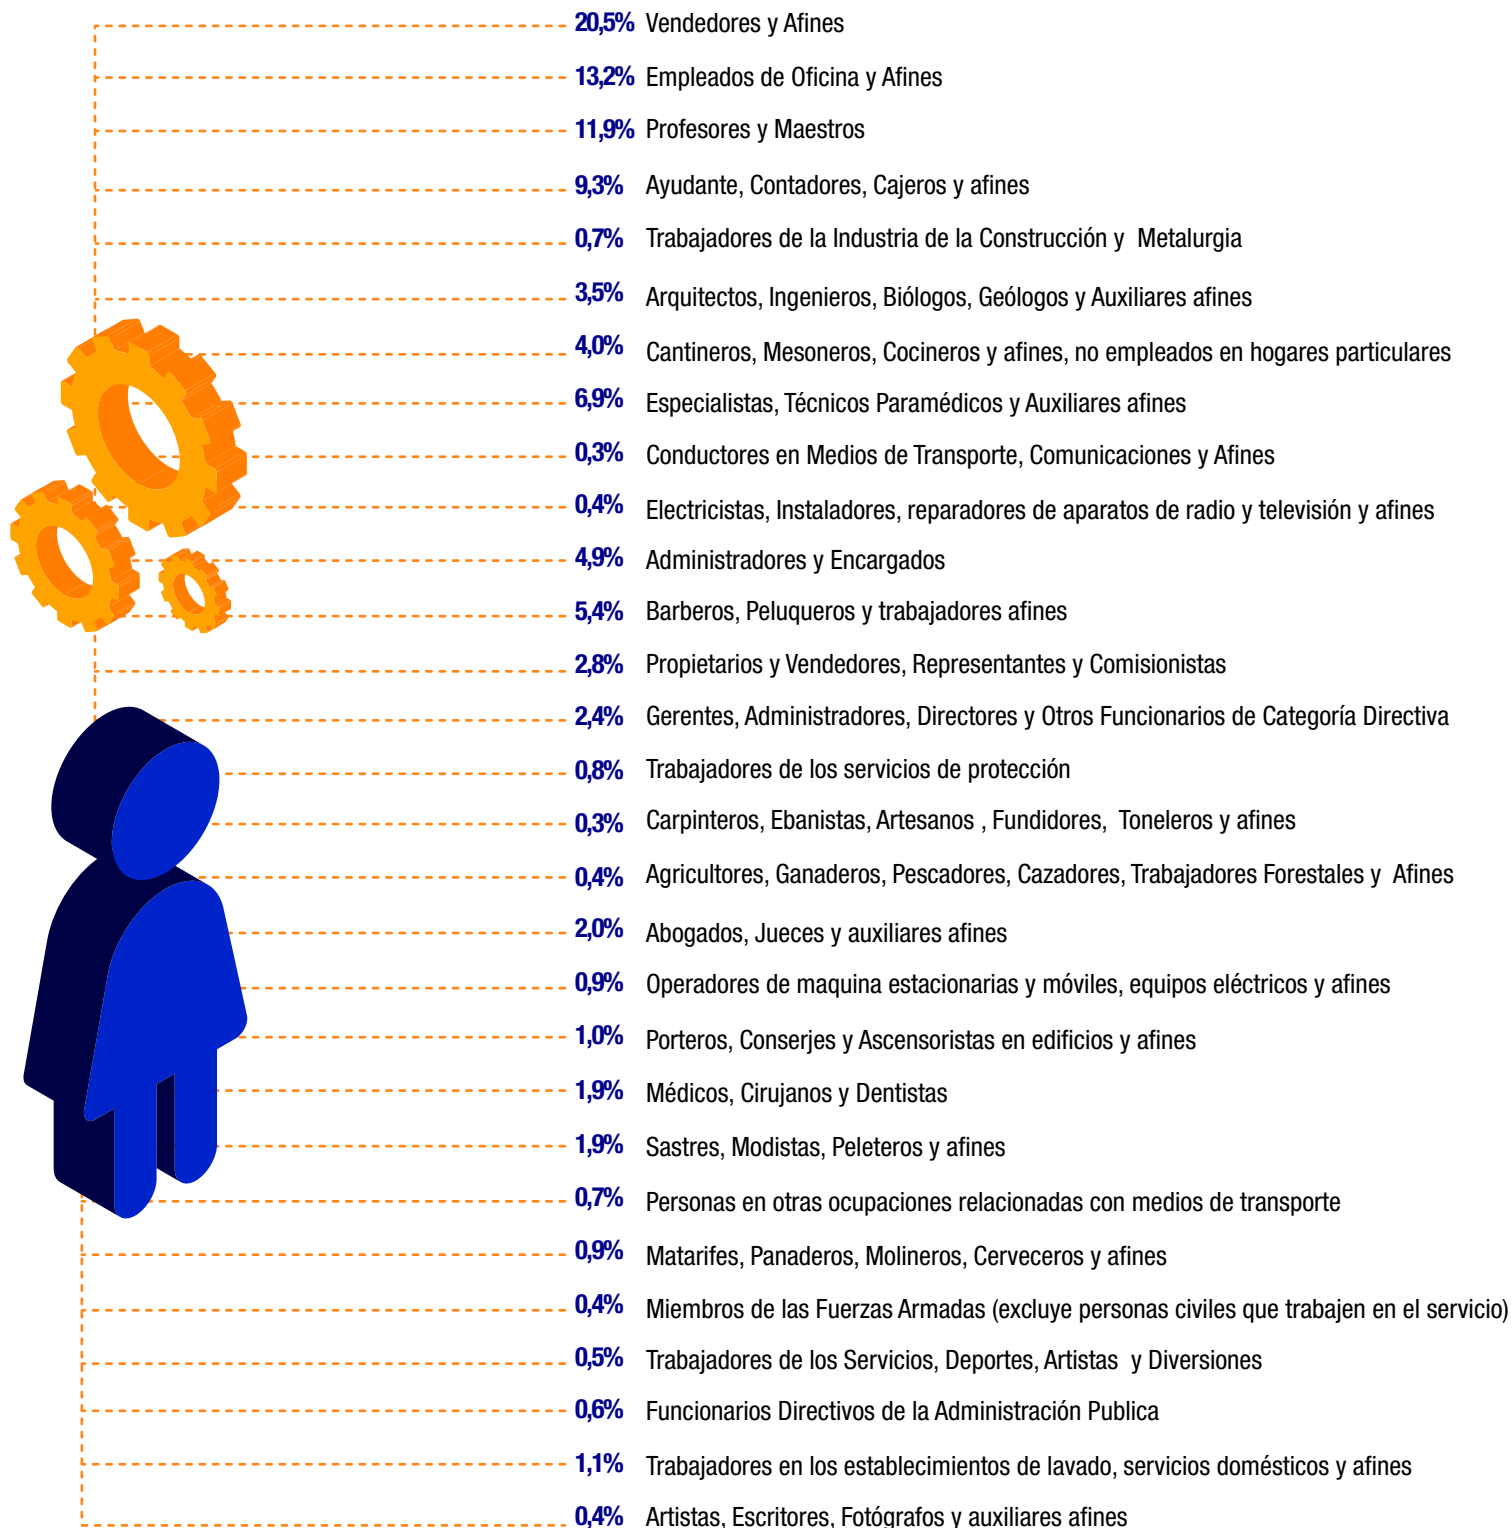 20,5% Vendedores y Afines
13,2% Empleados de Oficina y Afines
11,9% Profesores y Maestros
9,3% Ayudante, Contadores, Cajeros y afines
0,7% Trabajadores de la Industria de la Construcción y Metalurgia
3,5% Arquitectos, Ingenieros, Biólogos, Geólogos y Auxiliares afines
4,0% Cantineros, Mesoneros, Cocineros y afines, no empleados en hogares particulares
6,9% Especialistas, Técnicos Paramédicos y Auxiliares afines
0,3% Conductores en Medios de Transporte, Comunicaciones y Afines
0,4% Electricistas, Instaladores, reparadores de aparatos de radio y televisión y afines
4,9% Administradores y Encargados
5,4% Barberos, Peluqueros y trabajadores afines
2,8% Propietarios y Vendedores, Representantes y Comisionistas
2,4% Gerentes, Administradores, Directores y Otros Funcionarios de Categoría Directiva
0,8% Trabajadores de los servicios de protección
0,3% Carpinteros, Ebanistas, Artesanos , Fundidores, Toneleros y afines
0,4% Agricultores, Ganaderos, Pescadores, Cazadores, Trabajadores Forestales y Afines
2,0% Abogados, Jueces y auxiliares afines
0,9% Operadores de maquina estacionarias y móviles, equipos eléctricos y afines
1,0% Porteros, Conserjes y Ascensoristas en edificios y afines
1,9% Médicos, Cirujanos y Dentistas
1,9% Sastres, Modistas, Peleteros y afines
0,7% Personas en otras ocupaciones relacionadas con medios de transporte
0,9% Matarifes, Panaderos, Molineros, Cerveceros y afines
0,4% Miembros de las Fuerzas Armadas (excluye personas civiles que trabajen en el servicio)
0,5% Trabajadores de los Servicios, Deportes, Artistas y Diversiones
0,6% Funcionarios Directivos de la Administración Publica
1,1% Trabajadores en los establecimientos de lavado, servicios domésticos y afines
0,4% Artistas, Escritores, Fotógrafos y auxiliares afines